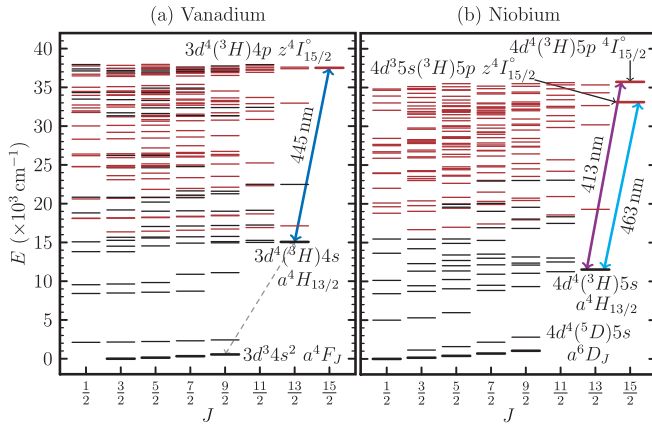 (a) Vanadium
(b) Niobium
E (×10³ cm⁻¹)
40
35
30
25
20
15
10
5
0
3d⁴(³H)4p z⁴I°₁₅/₂
445 nm
3d⁴(³H)4s
a⁴H₁₃/₂
3d³4s² a⁴F_J
1/2 3/2 5/2 7/2 9/2 11/2 13/2 15/2
J
4d⁴(³H)5p ⁴I°₁₅/₂
4d³5s(³H)5p z⁴I°₁₅/₂
413 nm
463 nm
4d⁴(³H)5s
a⁴H₁₃/₂
4d⁴(⁵D)5s
a⁶D_J
1/2 3/2 5/2 7/2 9/2 11/2 13/2 15/2
J